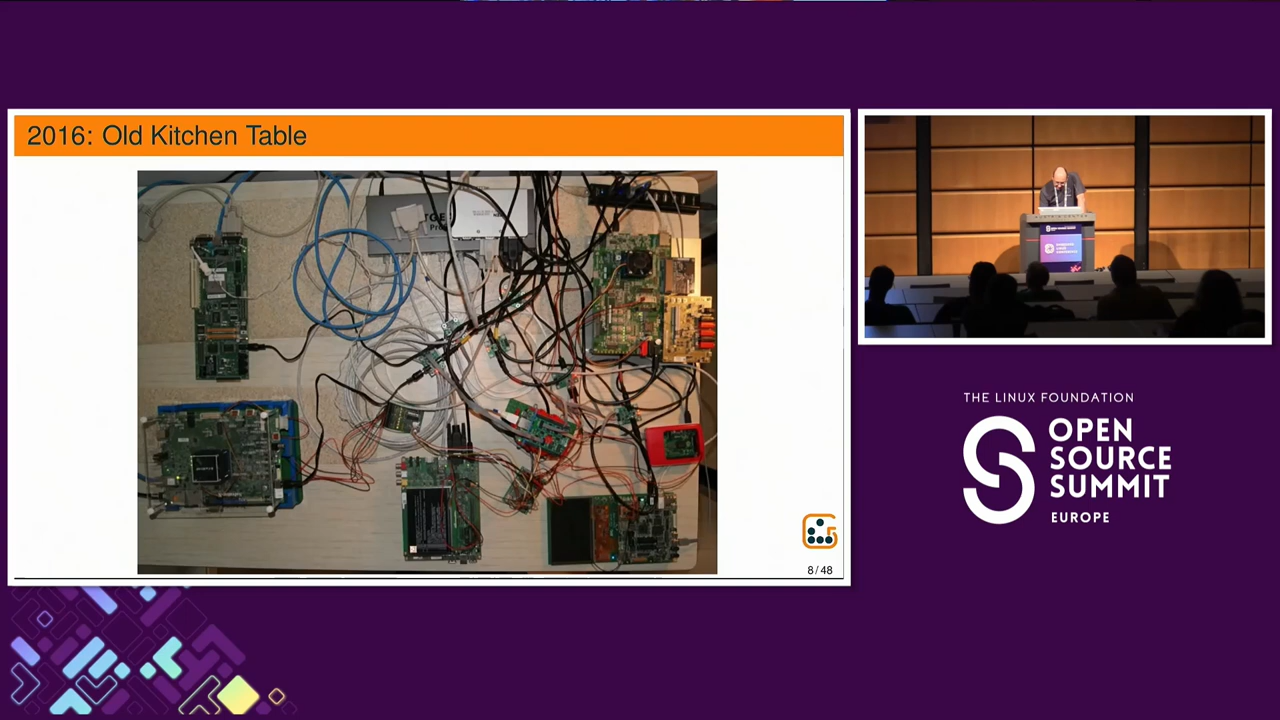 2016: Old Kitchen Table
8 / 48
THE LINUX FOUNDATION
OPEN
SOURCE
SUMMIT
EUROPE